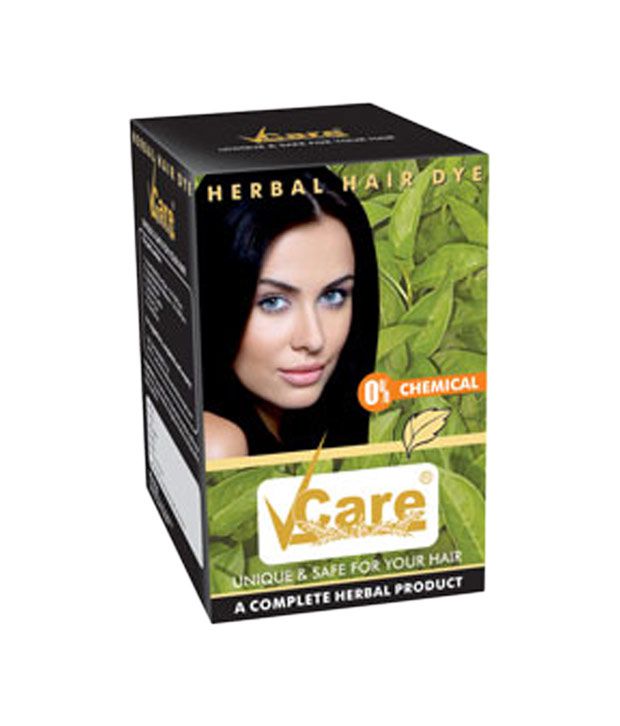 VCare
UNIQUE & SAFE FOR YOUR HAIR
HERBAL HAIR DYE
HERBAL HAIR DYE
VCare
0%
CHEMICAL
VCare®
UNIQUE & SAFE FOR YOUR HAIR
A COMPLETE HERBAL PRODUCT